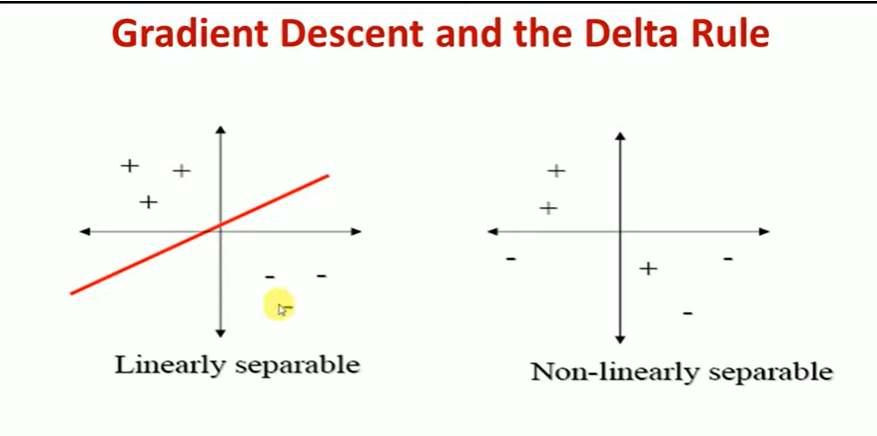 Gradient Descent and the Delta Rule
+ +
+
- -
-
Linearly separable
+
+
- + -
-
Non-linearly separable